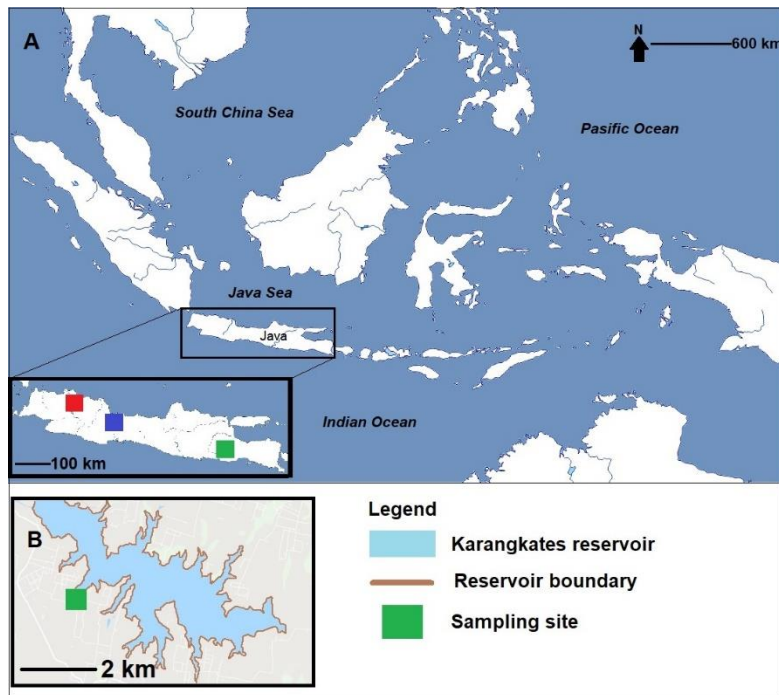 A
N
600 km
South China Sea
Pasific Ocean
Java Sea
Java
Indian Ocean
100 km
B
2 km
Legend
Karangkates reservoir
Reservoir boundary
Sampling site